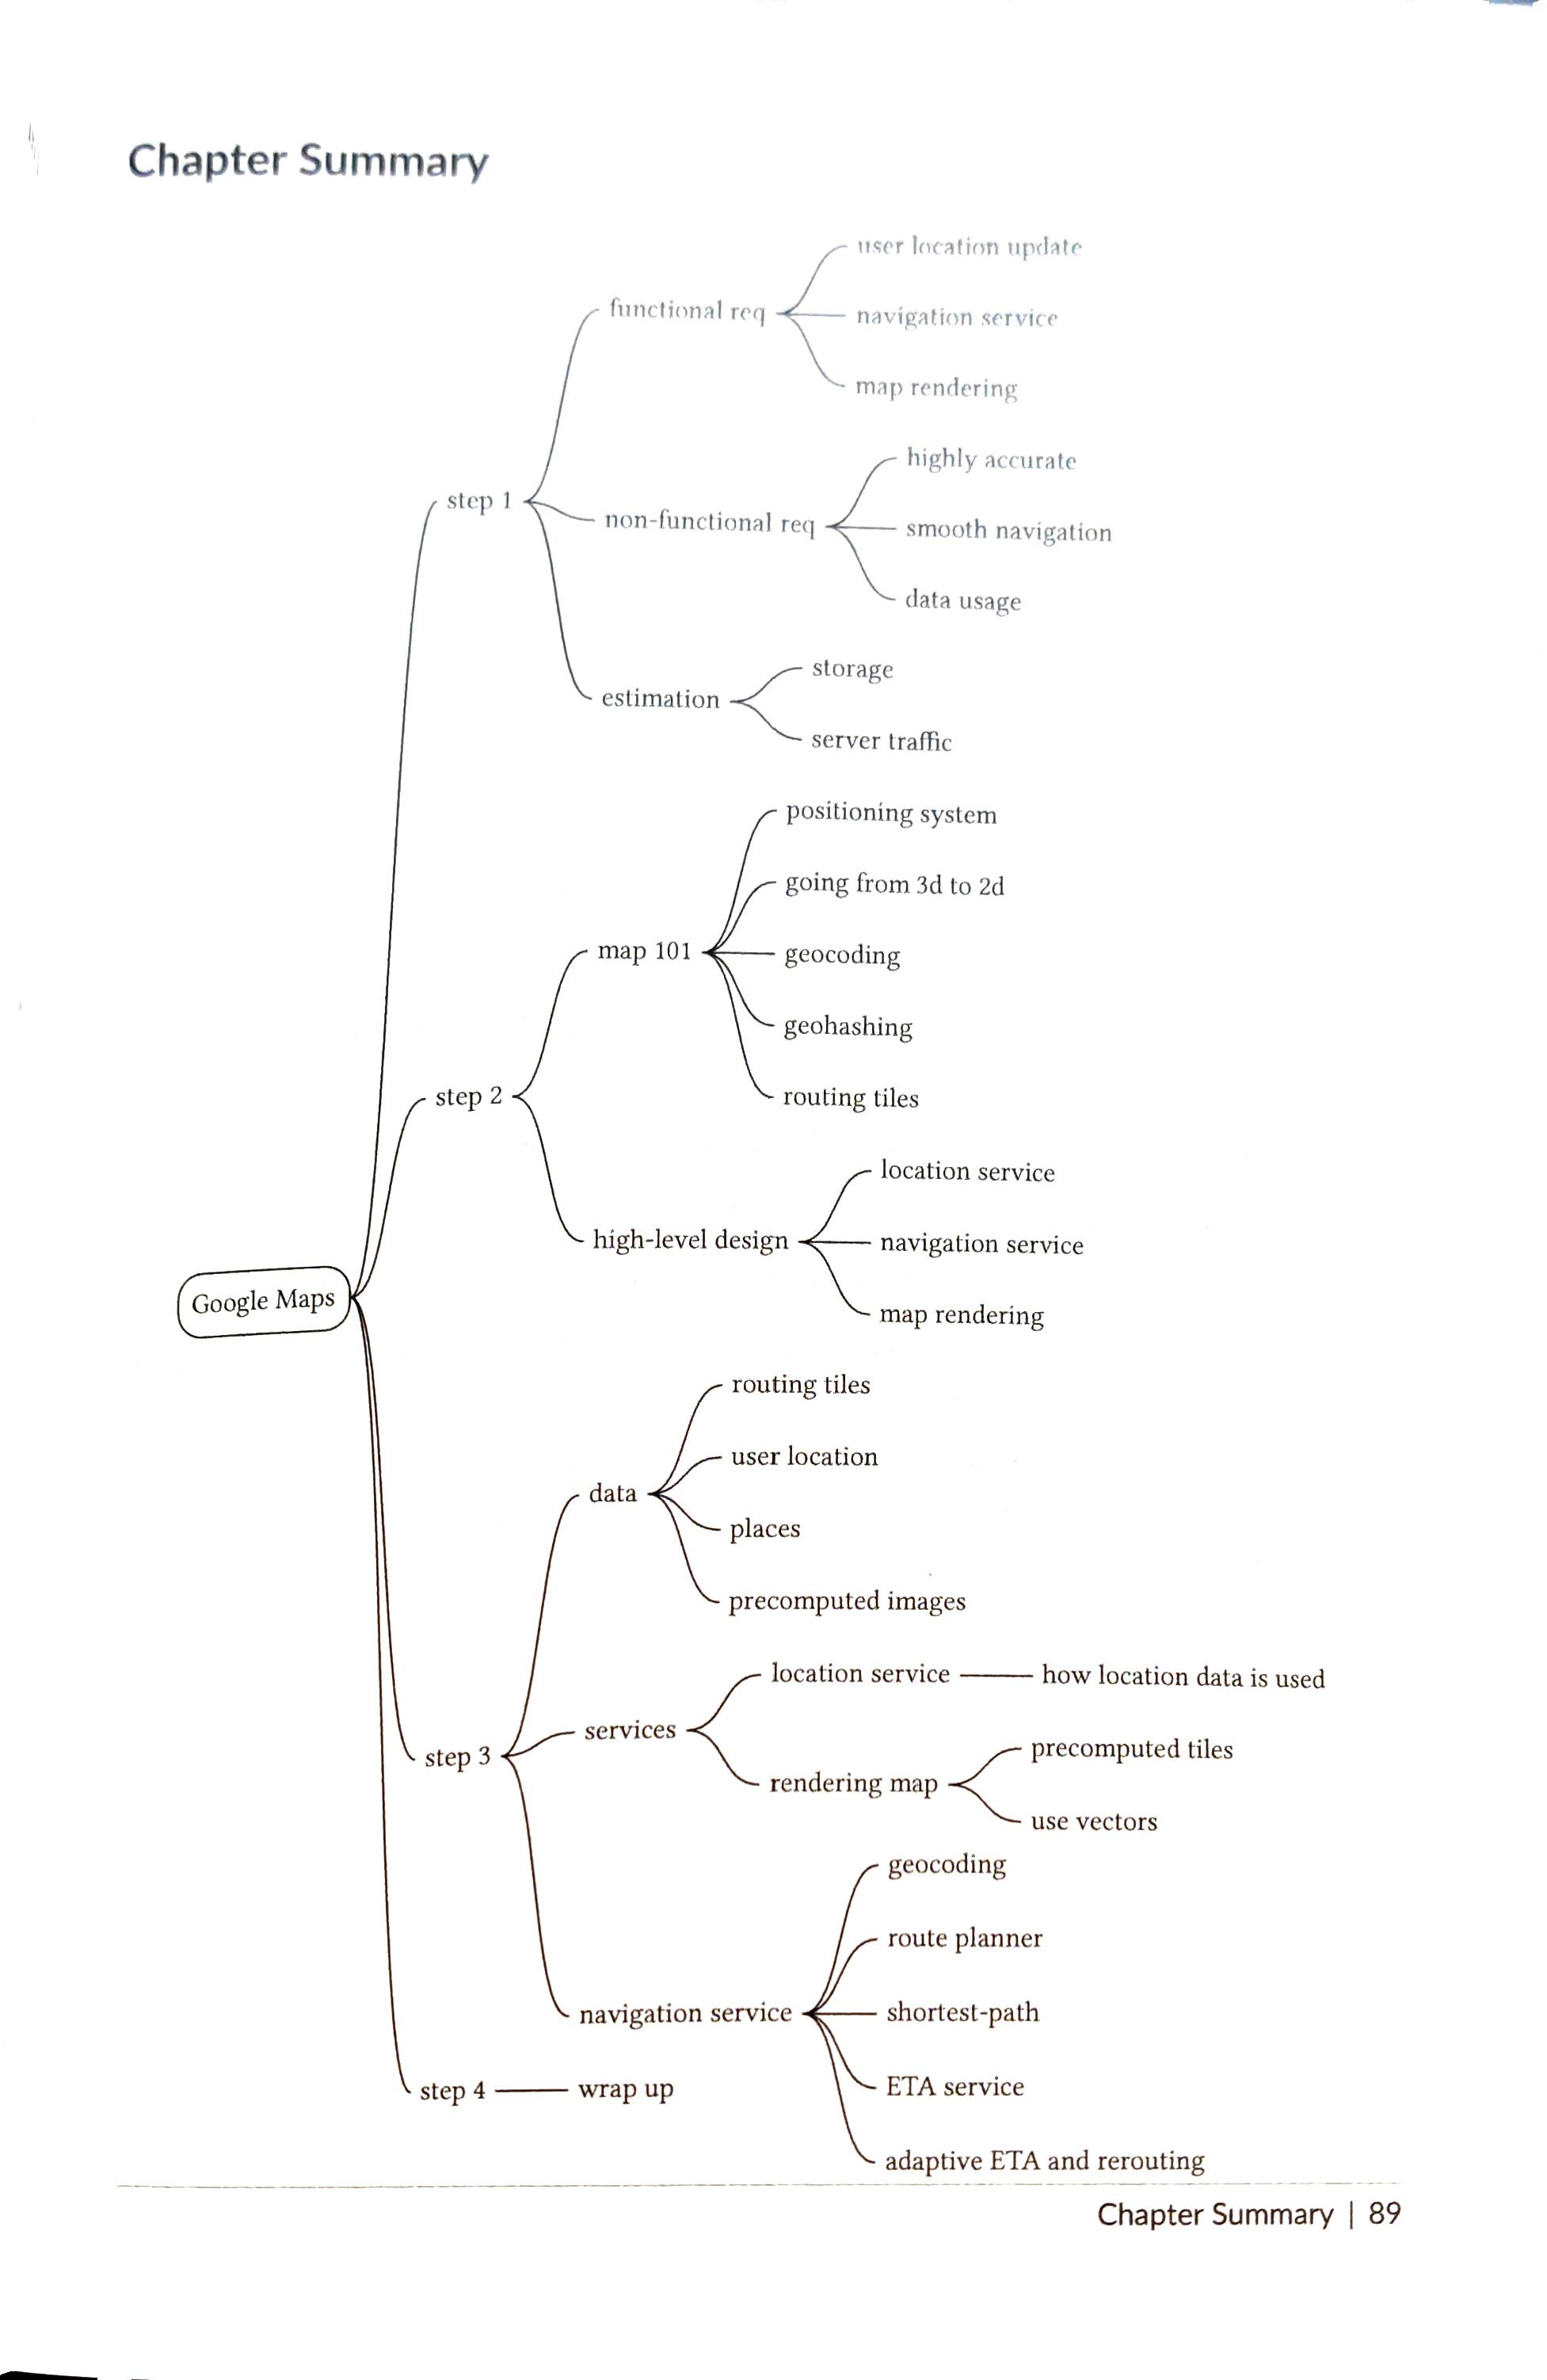 Chapter Summary
Google Maps
step 1
functional req
user location update
navigation service
map rendering
non-functional req
highly accurate
smooth navigation
data usage
estimation
storage
server traffic
step 2
map 101
positioning system
going from 3d to 2d
geocoding
geohashing
routing tiles
high-level design
location service
navigation service
map rendering
step 3
data
routing tiles
user location
places
precomputed images
services
location service
how location data is used
rendering map
precomputed tiles
use vectors
navigation service
geocoding
route planner
shortest-path
ETA service
adaptive ETA and rerouting
step 4
wrap up
Chapter Summary | 89